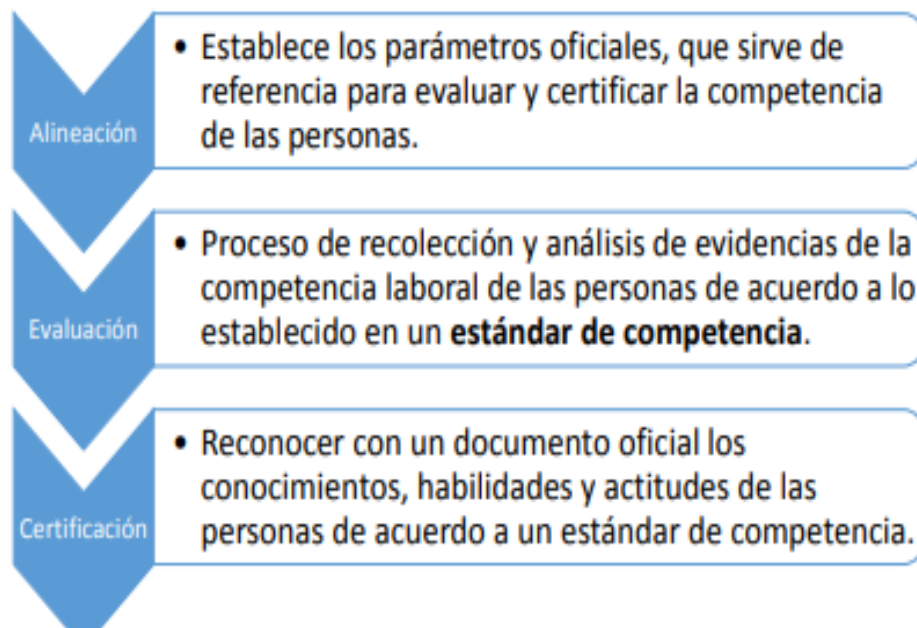 Alineación
• Establece los parámetros oficiales, que sirve de
referencia para evaluar y certificar la competencia
de las personas.
Evaluación
• Proceso de recolección y análisis de evidencias de la
competencia laboral de las personas de acuerdo a lo
establecido en un estándar de competencia.
Certificación
• Reconocer con un documento oficial los
conocimientos, habilidades y actitudes de las
personas de acuerdo a un estándar de competencia.